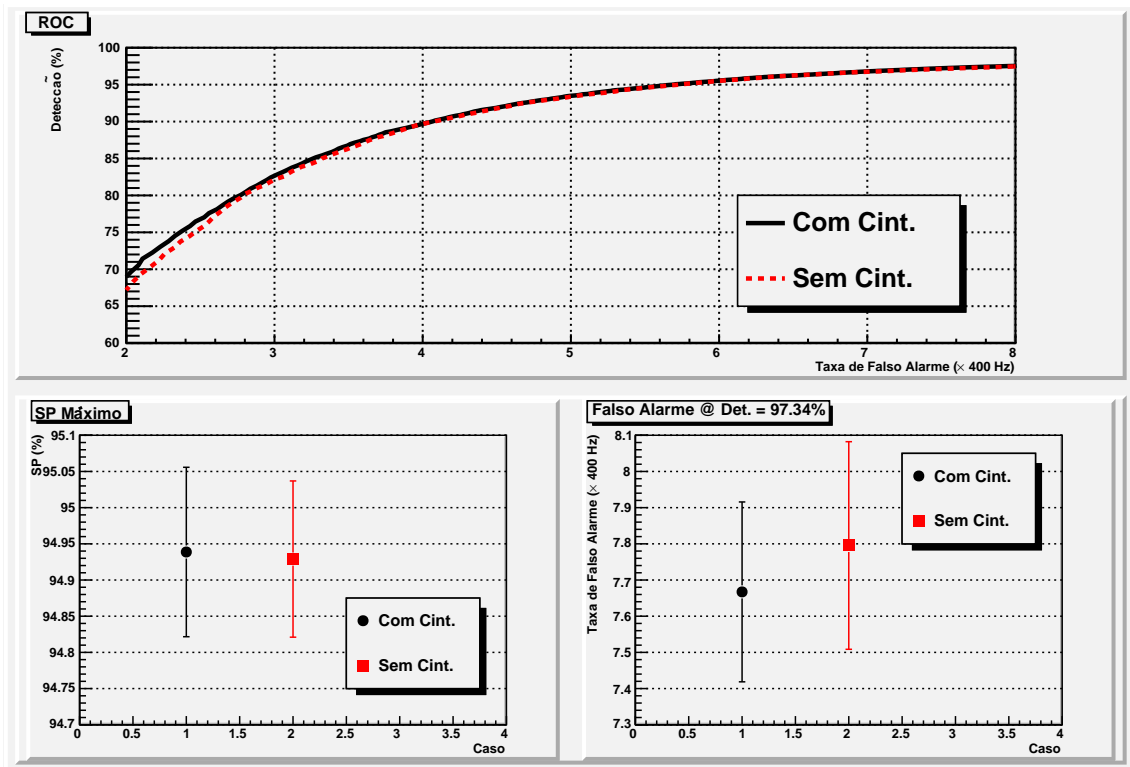 ROC
Detecção (%)
100
95
90
85
80
75
70
65
60
2 3 4 5 6 7 8
Taxa de Falso Alarme (× 400 Hz)
Com Cint.
Sem Cint.
SP Máximo
SP (%)
95.1
95.05
95
94.95
94.9
94.85
94.8
94.75
94.7
0 0.5 1 1.5 2 2.5 3 3.5 4
Caso
Com Cint.
Sem Cint.
Falso Alarme @ Det. = 97.34%
Taxa de Falso Alarme (× 400 Hz)
8.1
8
7.9
7.8
7.7
7.6
7.5
7.4
7.3
0 0.5 1 1.5 2 2.5 3 3.5 4
Caso
Com Cint.
Sem Cint.